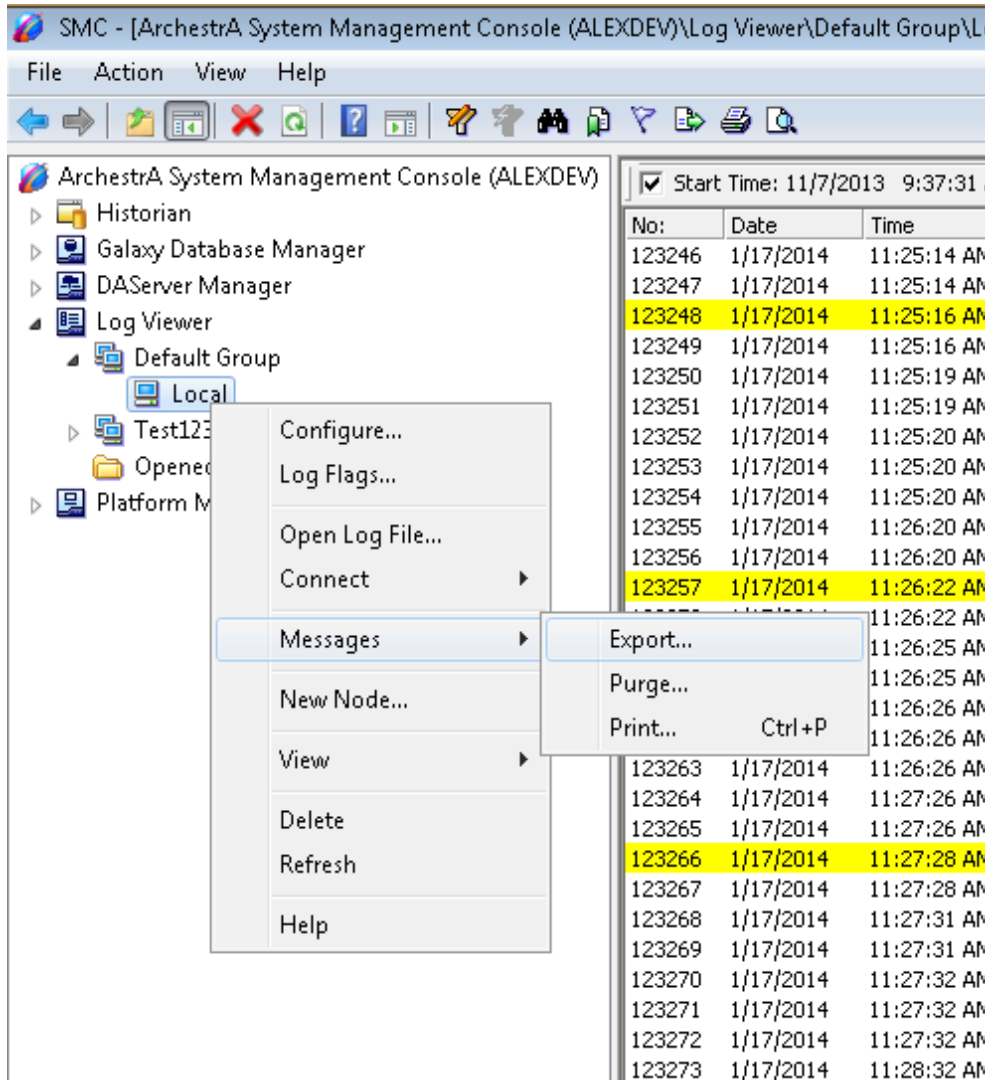 SMC - [ArchestrA System Management Console (ALEXDEV)\Log Viewer\Default Group\L
File Action View Help
ArchestrA System Management Console (ALEXDEV)
Historian
Galaxy Database Manager
DAServer Manager
Log Viewer
Default Group
Local
Test123
Opened
Platform M
Configure...
Log Flags...
Open Log File...
Connect
Messages
New Node...
View
Delete
Refresh
Help
Export...
Purge...
Print... Ctrl+P
Start Time: 11/7/2013 9:37:31
No: Date Time
123246 1/17/2014 11:25:14 AM
123247 1/17/2014 11:25:14 AM
123248 1/17/2014 11:25:16 AM
123249 1/17/2014 11:25:16 AM
123250 1/17/2014 11:25:19 AM
123251 1/17/2014 11:25:19 AM
123252 1/17/2014 11:25:20 AM
123253 1/17/2014 11:25:20 AM
123254 1/17/2014 11:25:20 AM
123255 1/17/2014 11:26:20 AM
123256 1/17/2014 11:26:20 AM
123257 1/17/2014 11:26:22 AM
11:26:22 AM
11:26:25 AM
11:26:25 AM
11:26:26 AM
11:26:26 AM
123263 1/17/2014 11:26:26 AM
123264 1/17/2014 11:27:26 AM
123265 1/17/2014 11:27:26 AM
123266 1/17/2014 11:27:28 AM
123267 1/17/2014 11:27:28 AM
123268 1/17/2014 11:27:31 AM
123269 1/17/2014 11:27:31 AM
123270 1/17/2014 11:27:32 AM
123271 1/17/2014 11:27:32 AM
123272 1/17/2014 11:27:32 AM
123273 1/17/2014 11:28:32 AM